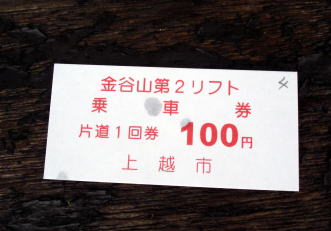 金谷山第2リフト
乗車券
片道1回券 100円
上越市